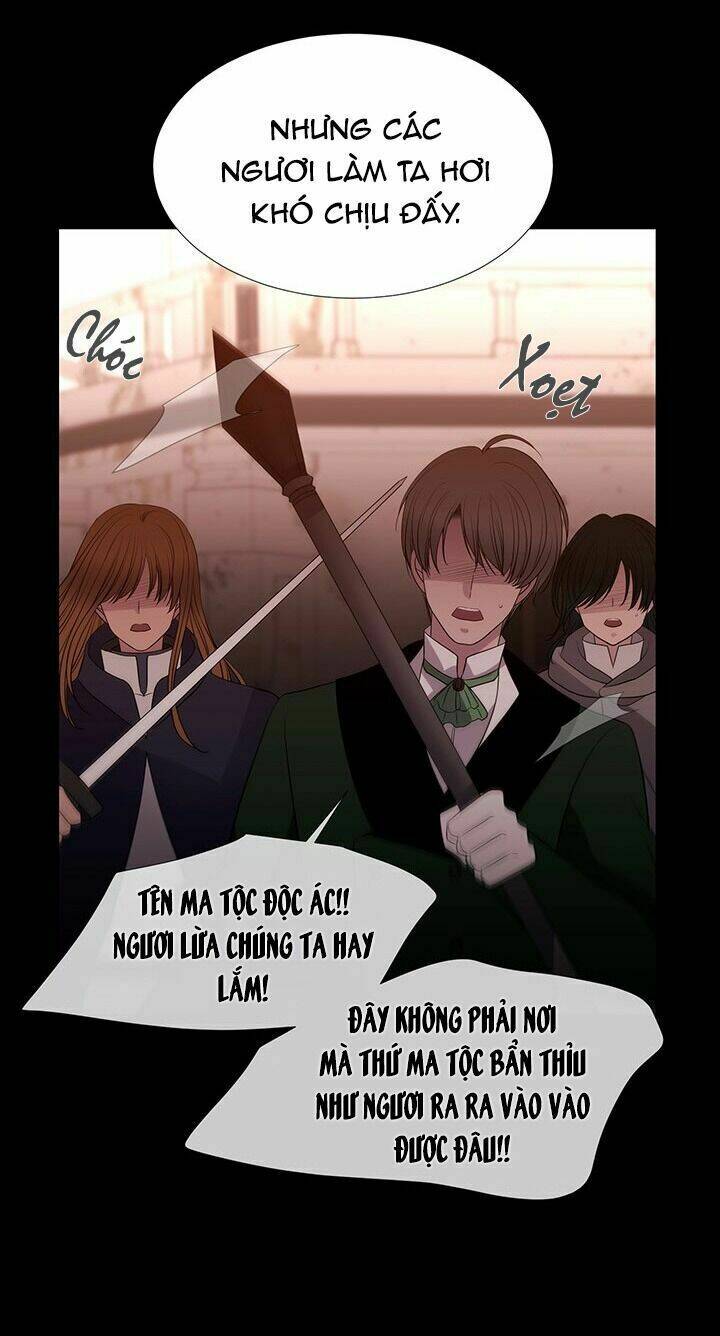 NHƯNG CÁC
NGƯƠI LÀM TA HƠI
KHÓ CHỊU ĐẤY.
Chóc
Xoẹt
TÊN MA TỘC ĐỘC ÁC!!
NGƯƠI LỪA CHÚNG TA HAY
LẮM!
ĐÂY KHÔNG PHẢI NƠI
MÀ THỨ MA TỘC BẨN THỈU
NHƯ NGƯƠI RA RA VÀO VÀO
ĐƯỢC ĐÂU!!